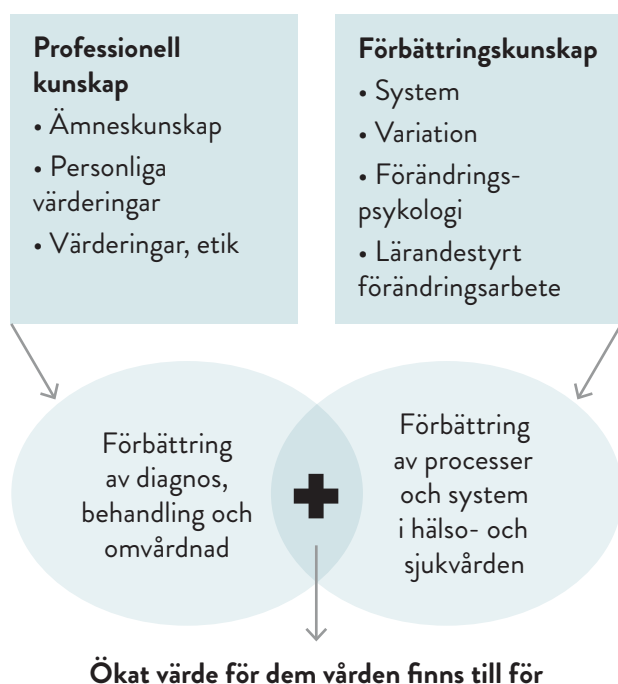 Professionell
kunskap
• Ämneskunskap
• Personliga
värderingar
• Värderingar, etik
Förbättringskunskap
• System
• Variation
• Förändrings-
psykologi
• Lärandestyrt
förändringsarbete
Förbättring
av diagnos,
behandling och
omvårdnad
Förbättring
av processer
och system
i hälso- och
sjukvården
Ökat värde för dem vården finns till för